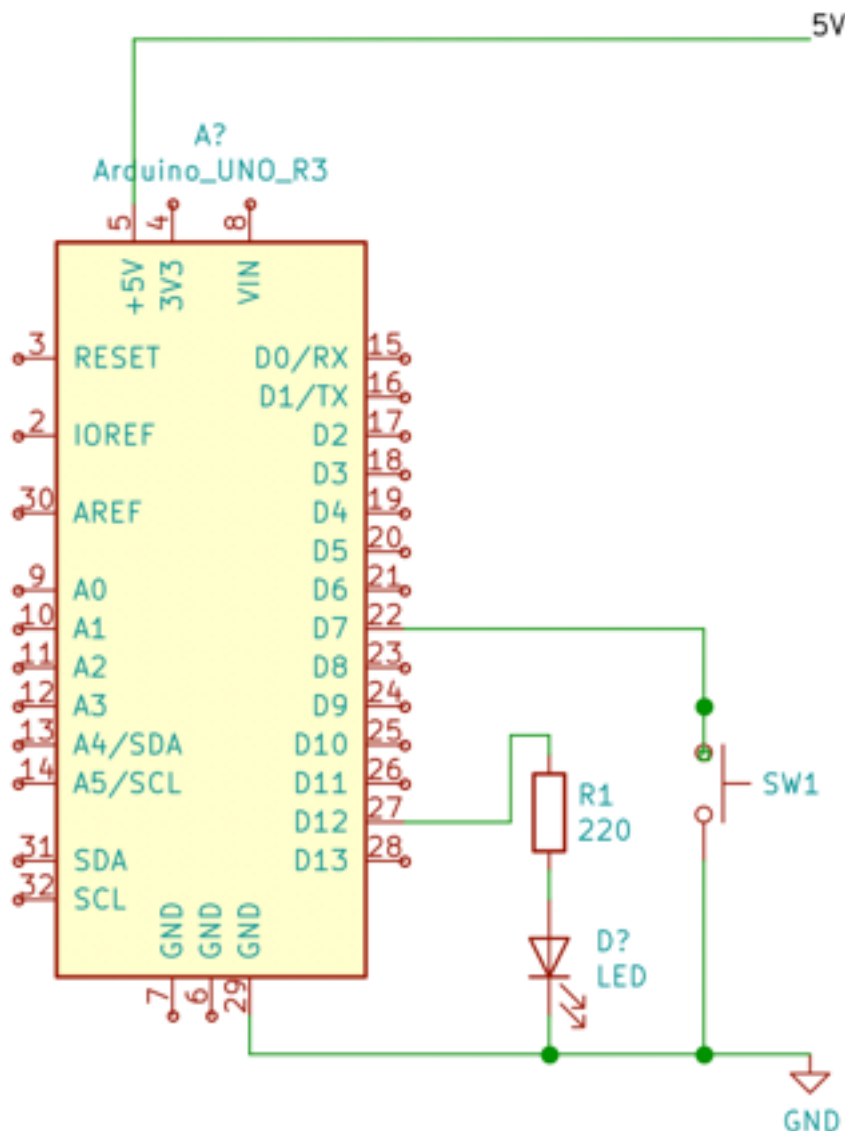 5V
A?
Arduino_UNO_R3
5
4
8
+5V
3V3
VIN
3 RESET D0/RX 15
D1/TX 16
2 IOREF D2 17
D3 18
30 AREF D4 19
D5 20
9 A0 D6 21
10 A1 D7 22
11 A2 D8 23
12 A3 D9 24
13 A4/SDA D10 25
14 A5/SCL D11 26
D12 27
31 SDA D13 28
32 SCL
GND
GND
GND
7
6
29
R1
220
SW1
D?
LED
GND